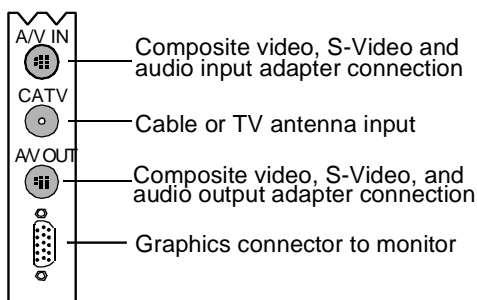 A/V IN
Composite video, S-Video and
audio input adapter connection
CATV
Cable or TV antenna input
A/V OUT
Composite video, S-Video, and
audio output adapter connection
Graphics connector to monitor